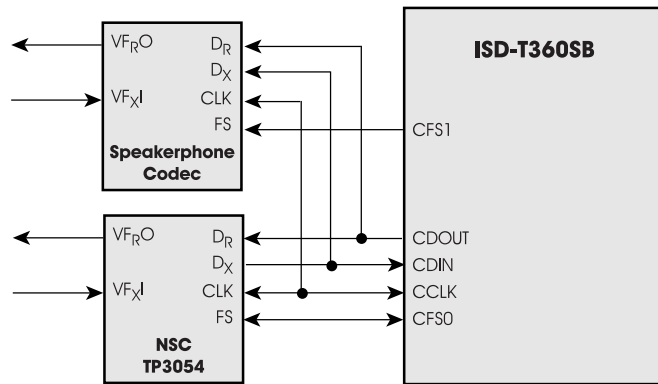 VFRO DR
DX
VFXI CLK
FS
Speakerphone
Codec
ISD-T360SB
CFS1
VFRO DR CDOUT
DX CDIN
VFXI CLK CCLK
FS CFS0
NSC
TP3054